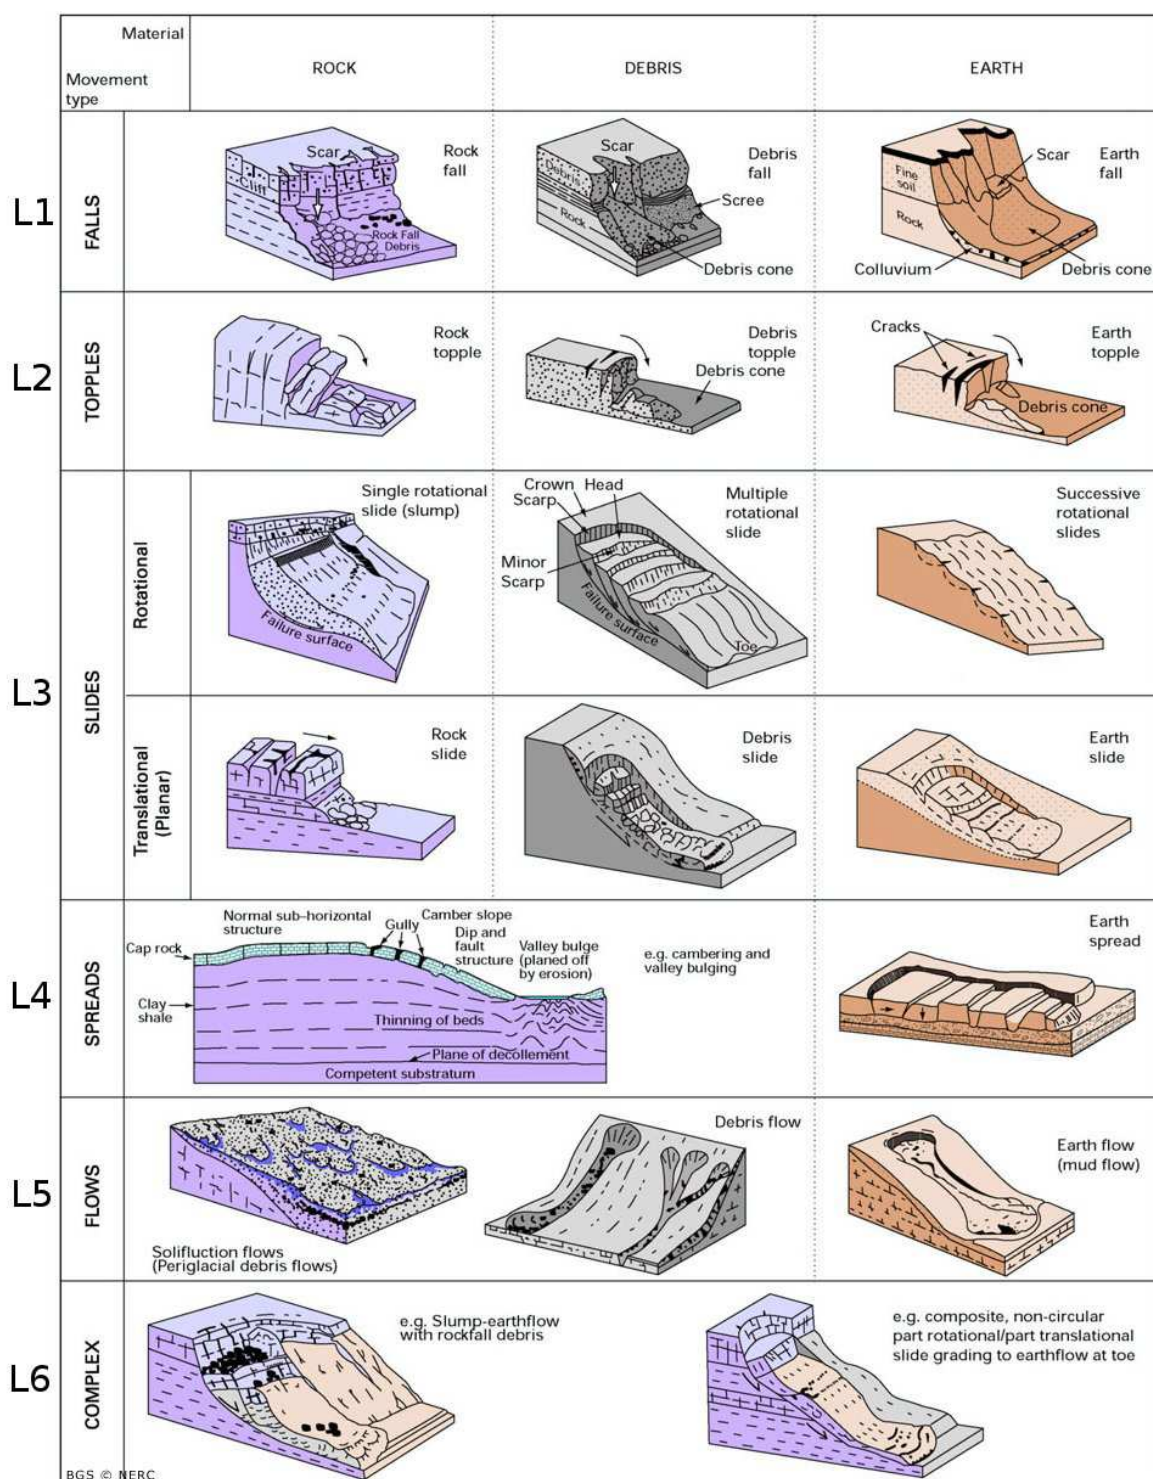 Material
Movement
type
ROCK
DEBRIS
EARTH
L1
FALLS
Scar
Cliff
Rock Fall
Debris
Rock
fall
Scar
Debris
Rock
Debris
fall
Scree
Debris cone
Fine
soil
Rock
Scar
Earth
fall
Colluvium
Debris cone
L2
TOPPLES
Rock
topple
Debris
topple
Debris cone
Cracks
Earth
topple
Debris cone
L3
SLIDES
Rotational
Single rotational
slide (slump)
Failure surface
Crown
Head
Scarp
Minor
Scarp
Failure surface
Toe
Multiple
rotational
slide
Successive
rotational
slides
Translational
(Planar)
Rock
slide
Debris
slide
Earth
slide
L4
SPREADS
Normal sub-horizontal
structure
Cap rock
Gully
Camber slope
Dip and
fault
structure
Valley bulge
(planed off
by erosion)
Clay
shale
Thinning of beds
Plane of decollement
Competent substratum
e.g. cambering and
valley bulging
Earth
spread
L5
FLOWS
Solifluction flows
(Periglacial debris flows)
Debris flow
Earth flow
(mud flow)
L6
COMPLEX
e.g. Slump-earthflow
with rockfall debris
e.g. composite, non-circular
part rotational/part translational
slide grading to earthflow at toe
BGS © NERC